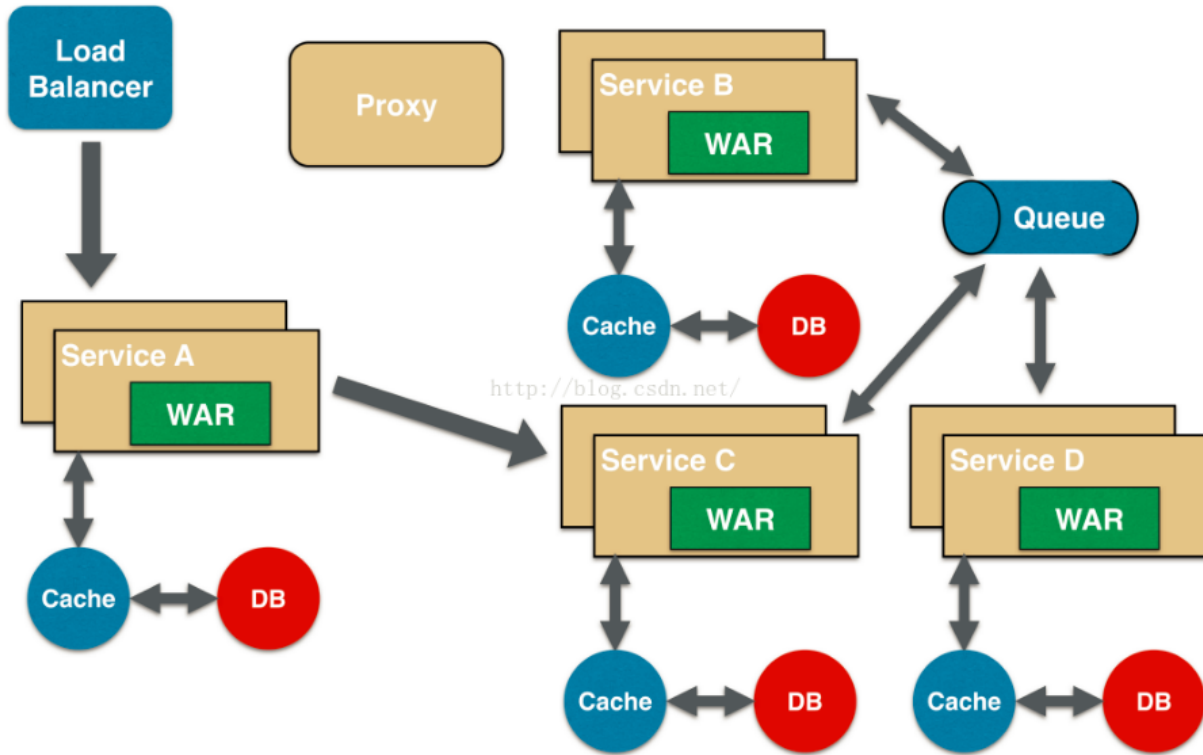 Load
Balancer
Proxy
Service B
WAR
Queue
Cache
DB
Service A
WAR
http://blog.csdn.net/
Service C
WAR
Service D
WAR
Cache
DB
Cache
DB
Cache
DB